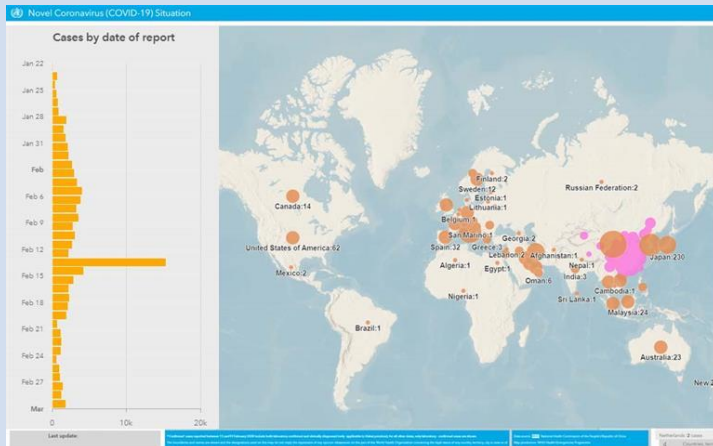 Novel Coronavirus (COVID-19) Situation
Cases by date of report
Jan 22
Jan 25
Jan 28
Jan 31
Feb
Feb 6
Feb 9
Feb 12
Feb 15
Feb 18
Feb 21
Feb 24
Feb 27
Mar
0
10k
20k
Finland:2
Sweden:12
Russian Federation:2
Estonia:1
Canada:14
Lithuania:1
Belgium:1
San Marino:1
Georgia:2
United States of America:62
Spain:32
Greece:3
Lebanon:2
Afghanistan:1
Japan:230
Mexico:2
Algeria:1
Egypt:1
Nepal:1
India:3
Oman:6
Cambodia:1
Nigeria:1
Sri Lanka:1
Malaysia:24
Brazil:1
Australia:23
New
Last update:
Netherlands: 2 cases